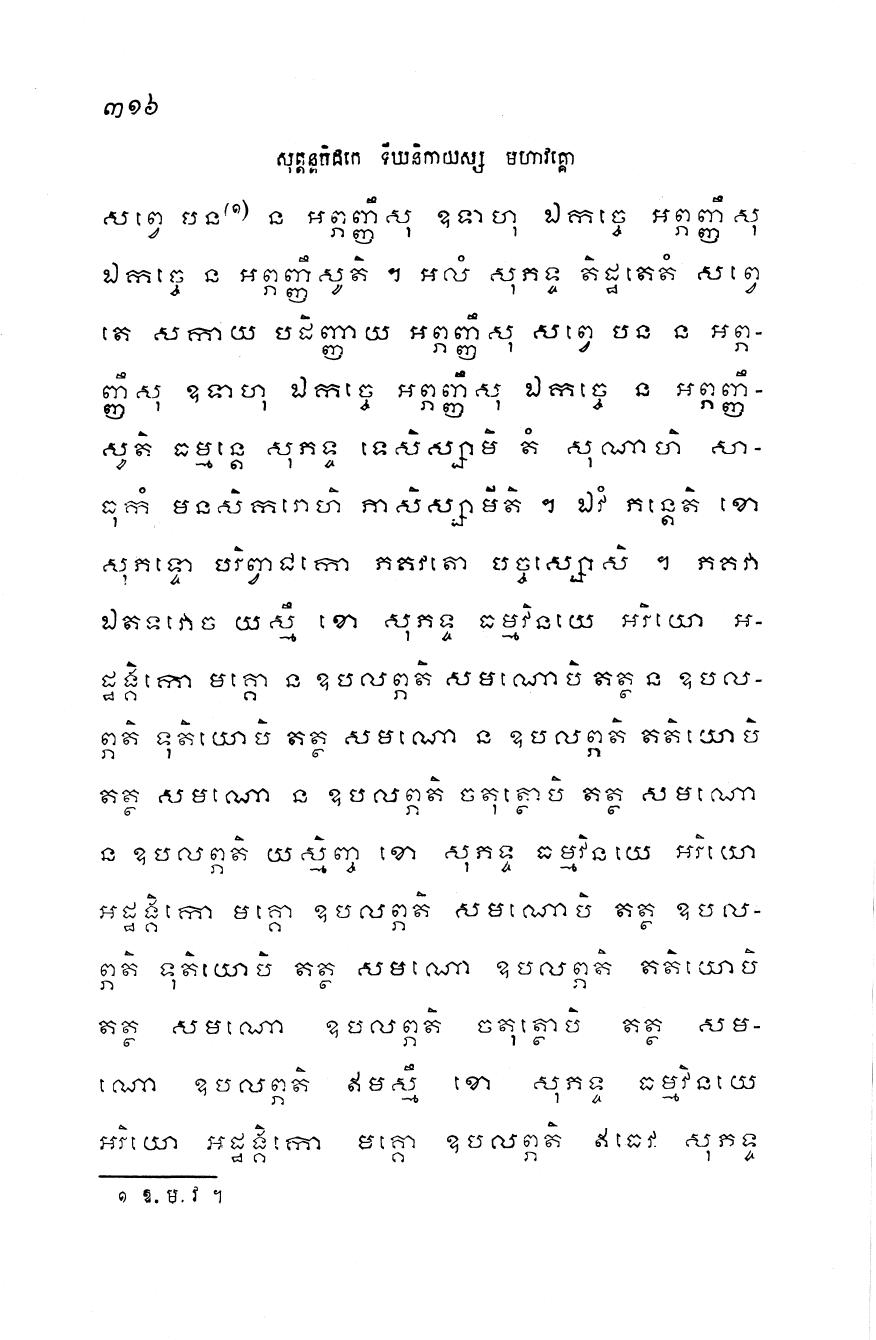 ៣១៦
សុត្តន្តបិដកេ ទីឃនិកាយស្ស មហាវគ្គោ
សព្វេ បន(១) ន អព្ភញ្ញឹសុ ឧទាហុ ឯកច្ចេ អព្ភញ្ញឹសុ
ឯកច្ចេ ន អព្ភញ្ញឹសូតិ ។ អលំ សុភទ្ទ តិដ្ឋតេតំ សព្វេ
តេ សកាយ បដិញ្ញាយ អព្ភញ្ញឹសុ សព្វេ បន ន អព្ភ-
ញ្ញឹសុ ឧទាហុ ឯកច្ចេ អព្ភញ្ញឹសុ ឯកច្ចេ ន អព្ភញ្ញឹ-
សូតិ ធម្មន្តេ សុភទ្ទ ទេសិស្សាមិ តំ សុណាហិ សា-
ធុកំ មនសិករោហិ ភាសិស្សាមីតិ ។ ឯវំ ភន្តេតិ ខោ
សុភទ្ទោ បរិព្វាជកោ ភគវតោ បច្ចស្សោសិ ។ ភគវា
ឯតទវោច យស្មឹ ខោ សុភទ្ទ ធម្មវិនយេ អរិយោ អ-
ដ្ឋង្គិកោ មគ្គោ ន ឧបលព្ភតិ សមណោបិ តត្ថ ន ឧបល-
ព្ភតិ ទុតិយោបិ តត្ថ សមណោ ន ឧបលព្ភតិ តតិយោបិ
តត្ថ សមណោ ន ឧបលព្ភតិ ចតុត្ថោបិ តត្ថ សមណោ
ន ឧបលព្ភតិ យស្មិញ្ច ខោ សុភទ្ទ ធម្មវិនយេ អរិយោ
អដ្ឋង្គិកោ មគ្គោ ឧបលព្ភតិ សមណោបិ តត្ថ ឧបល-
ព្ភតិ ទុតិយោបិ តត្ថ សមណោ ឧបលព្ភតិ តតិយោបិ
តត្ថ សមណោ ឧបលព្ភតិ ចតុត្ថោបិ តត្ថ សម-
ណោ ឧបលព្ភតិ ឥមស្មឹ ខោ សុភទ្ទ ធម្មវិនយេ
អរិយោ អដ្ឋង្គិកោ មគ្គោ ឧបលព្ភតិ ឥធេវ សុភទ្ទ
១ ឱ. ម. វ ។